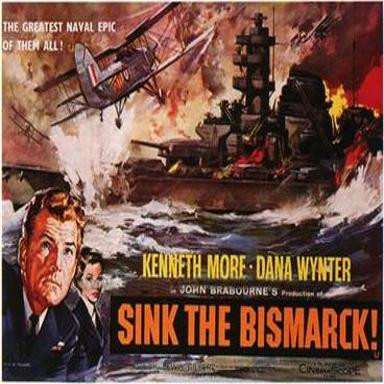 THE GREATEST NAVAL EPIC
OF THEM ALL!
KENNETH MORE · DANA WYNTER
in JOHN BRABOURNE'S Production of
SINK THE BISMARCK!
CINEMASCOPE